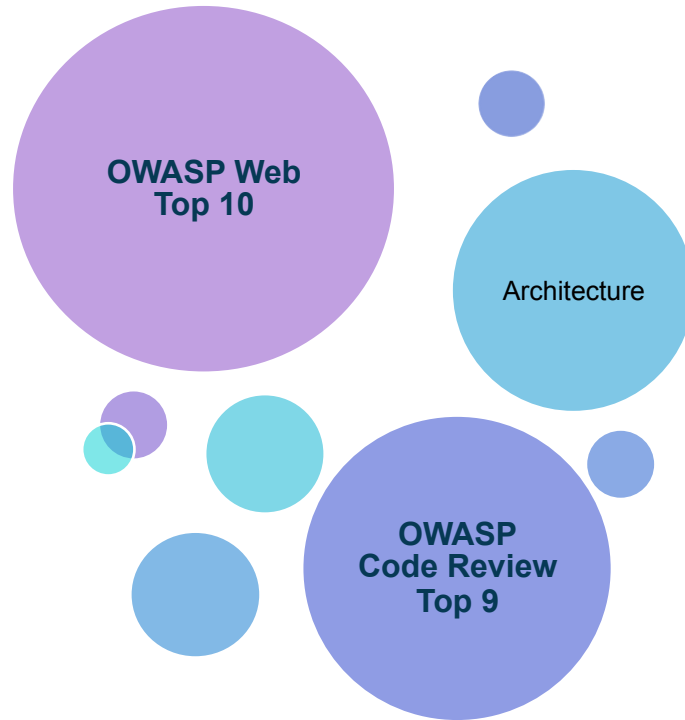 OWASP Web
Top 10
Architecture
OWASP
Code Review
Top 9